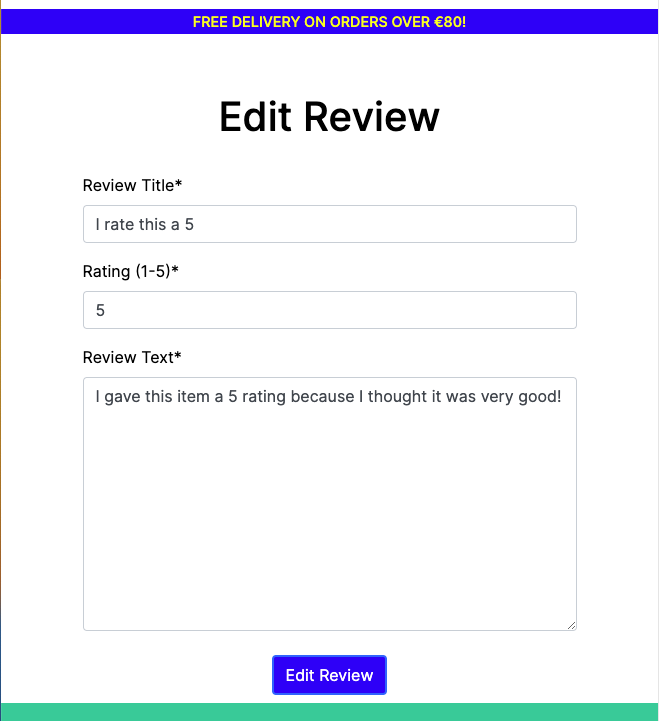 FREE DELIVERY ON ORDERS OVER €80!
Edit Review
Review Title*
I rate this a 5
Rating (1-5)*
5
Review Text*
I gave this item a 5 rating because I thought it was very good!
Edit Review